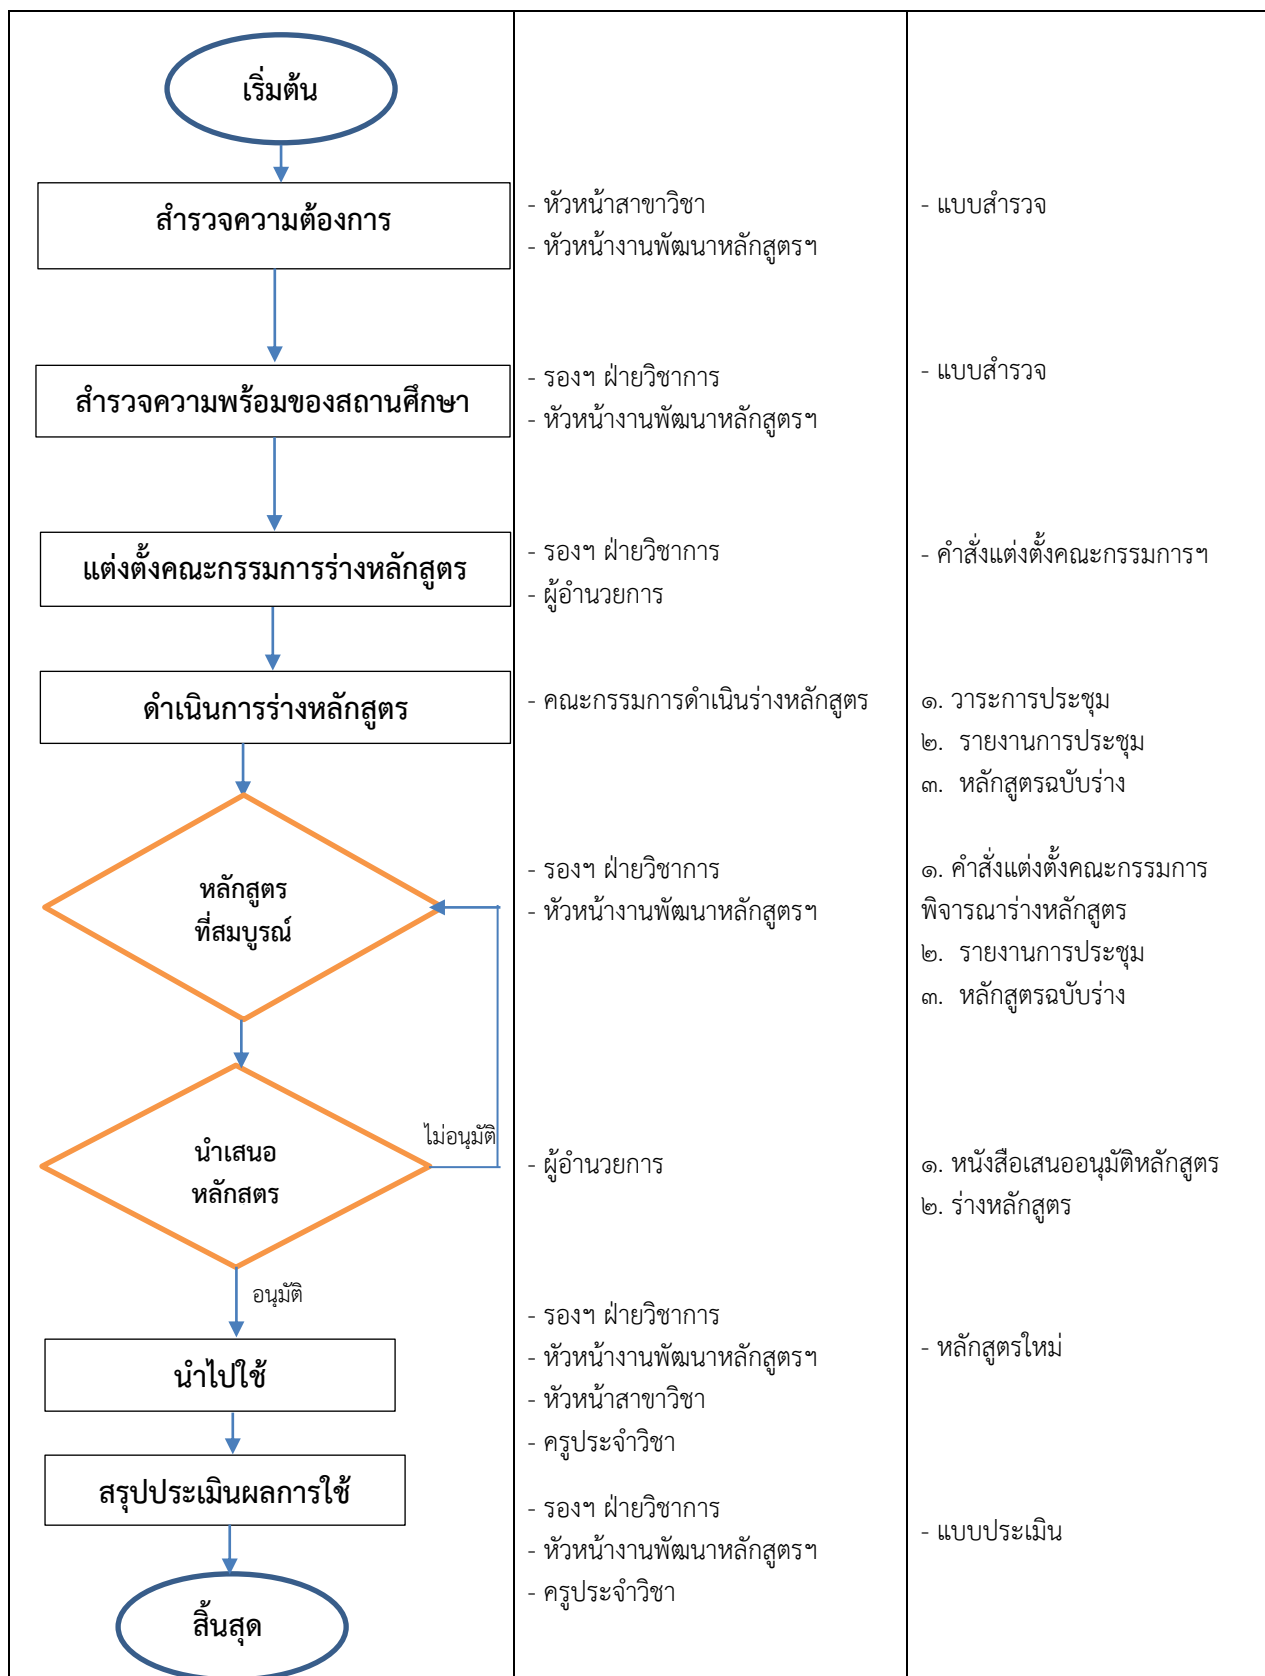 เริ่มต้น
สำรวจความต้องการ
- หัวหน้าสาขาวิชา
- หัวหน้างานพัฒนาหลักสูตรฯ
- แบบสำรวจ
สำรวจความพร้อมของสถานศึกษา
- รองฯ ฝ่ายวิชาการ
- หัวหน้างานพัฒนาหลักสูตรฯ
- แบบสำรวจ
แต่งตั้งคณะกรรมการร่างหลักสูตร
- รองฯ ฝ่ายวิชาการ
- ผู้อำนวยการ
- คำสั่งแต่งตั้งคณะกรรมการฯ
ดำเนินการร่างหลักสูตร
- คณะกรรมการดำเนินร่างหลักสูตร
๑. วาระการประชุม
๒. รายงานการประชุม
๓. หลักสูตรฉบับร่าง
หลักสูตร
ที่สมบูรณ์
- รองฯ ฝ่ายวิชาการ
- หัวหน้างานพัฒนาหลักสูตรฯ
๑. คำสั่งแต่งตั้งคณะกรรมการ
พิจารณาร่างหลักสูตร
๒. รายงานการประชุม
๓. หลักสูตรฉบับร่าง
นำเสนอ
หลักสตร
ไม่อนุมัติ
- ผู้อำนวยการ
๑. หนังสือเสนออนุมัติหลักสูตร
๒. ร่างหลักสูตร
อนุมัติ
นำไปใช้
- รองฯ ฝ่ายวิชาการ
- หัวหน้างานพัฒนาหลักสูตรฯ
- หัวหน้าสาขาวิชา
- ครูประจำวิชา
- หลักสูตรใหม่
สรุปประเมินผลการใช้
- รองฯ ฝ่ายวิชาการ
- หัวหน้างานพัฒนาหลักสูตรฯ
- ครูประจำวิชา
- แบบประเมิน
สิ้นสุด